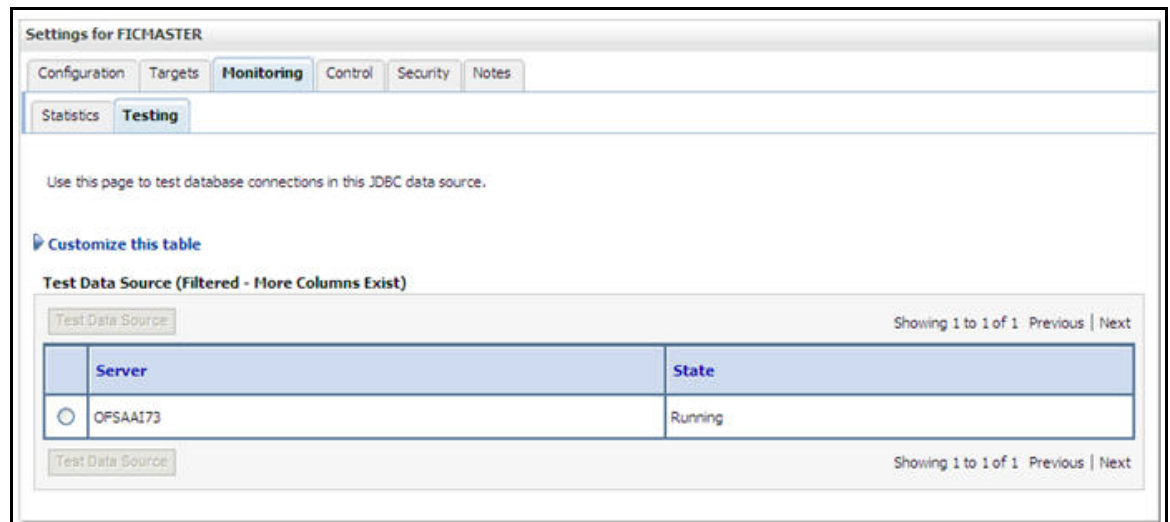 Settings for FICMASTER
Configuration Targets Monitoring Control Security Notes
Statistics Testing
Use this page to test database connections in this JDBC data source.
Customize this table
Test Data Source (Filtered - More Columns Exist)
Test Data Source Showing 1 to 1 of 1 Previous | Next
Server State
OFSAAI73 Running
Test Data Source Showing 1 to 1 of 1 Previous | Next